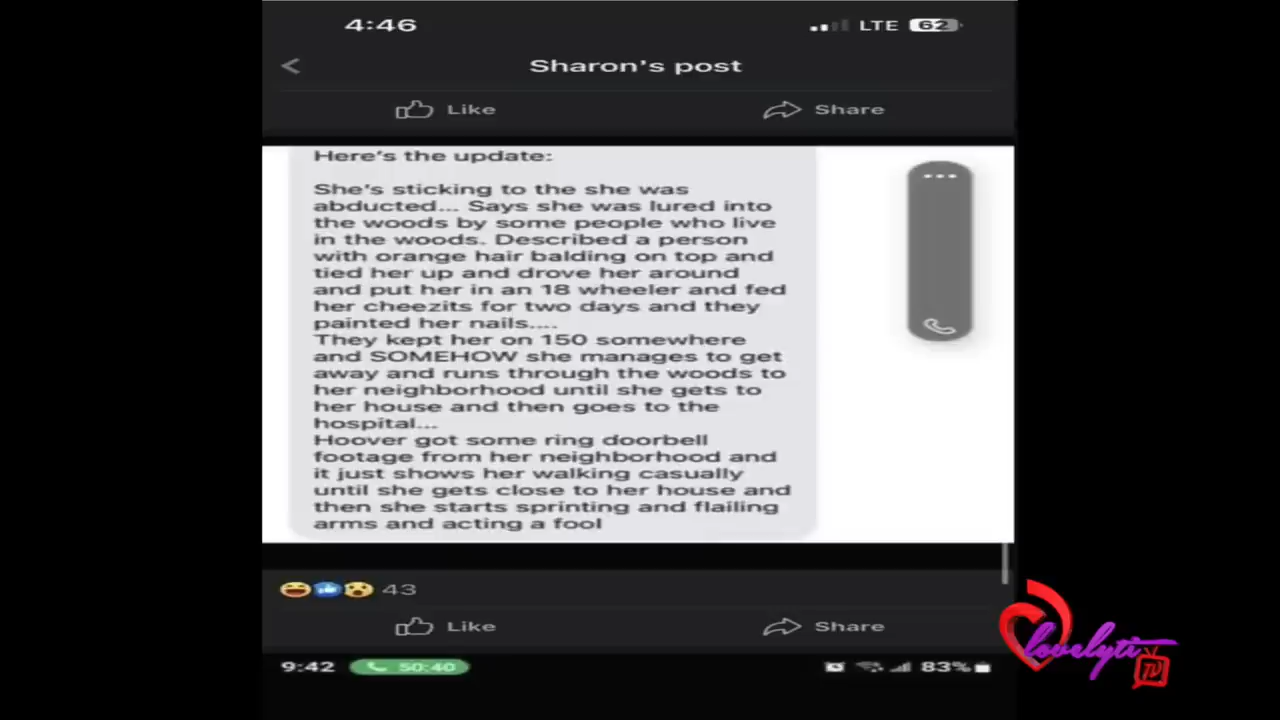 4:46
LTE 62
Sharon's post
Like
Share
Here's the update:
She's sticking to the she was
abducted... Says she was lured into
the woods by some people who live
in the woods. Described a person
with orange hair balding on top and
tied her up and drove her around
and put her in an 18 wheeler and fed
her cheezits for two days and they
painted her nails....
They kept her on 150 somewhere
and SOMEHOW she manages to get
away and runs through the woods to
her neighborhood until she gets to
her house and then goes to the
hospital...
Hoover got some ring doorbell
footage from her neighborhood and
it just shows her walking casually
until she gets close to her house and
then she starts sprinting and flailing
arms and acting a fool
43
Like
Share
9:42 50:40
83%
lovelyti
TV